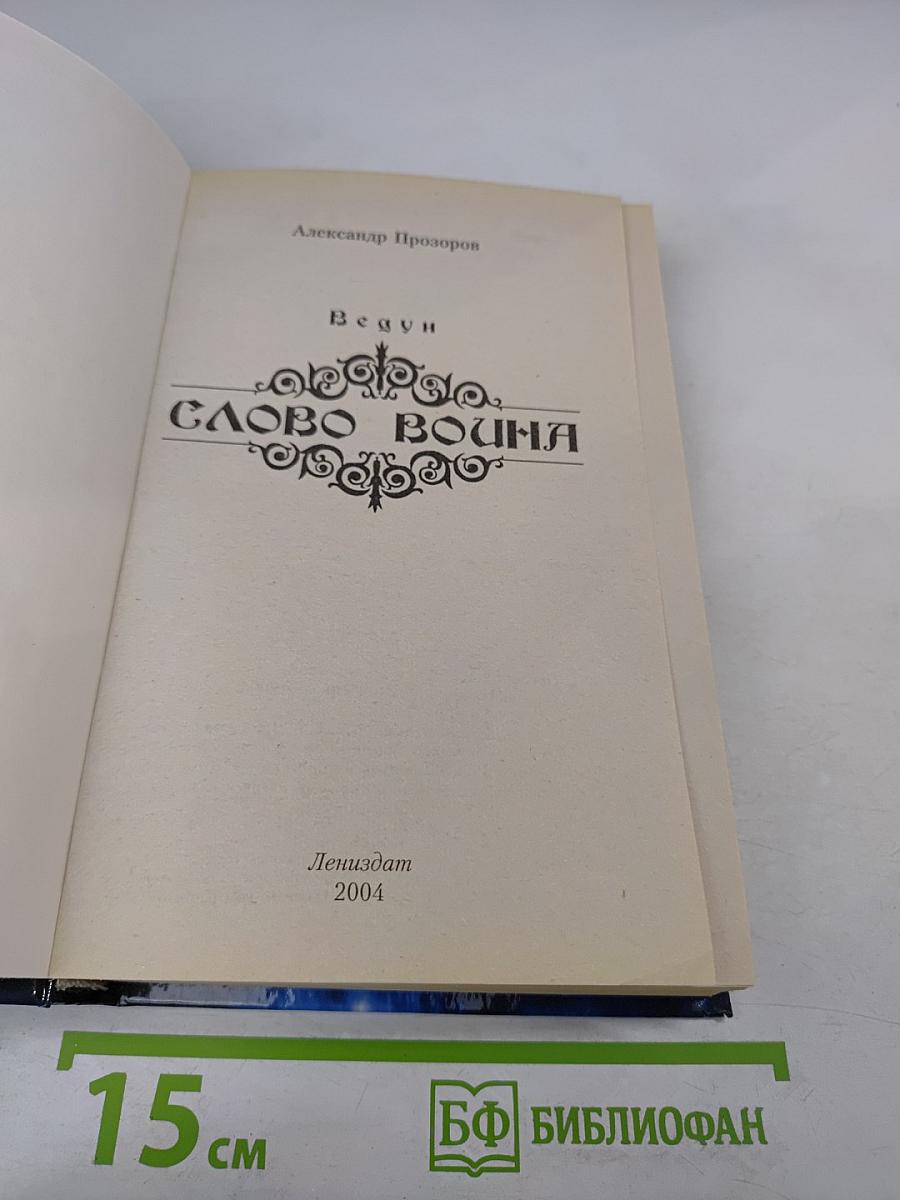 Александр Прозоров
Ведун
СЛОВО ВОИНА
Лениздат
2004
15 см
БФ БИБЛИОФАН